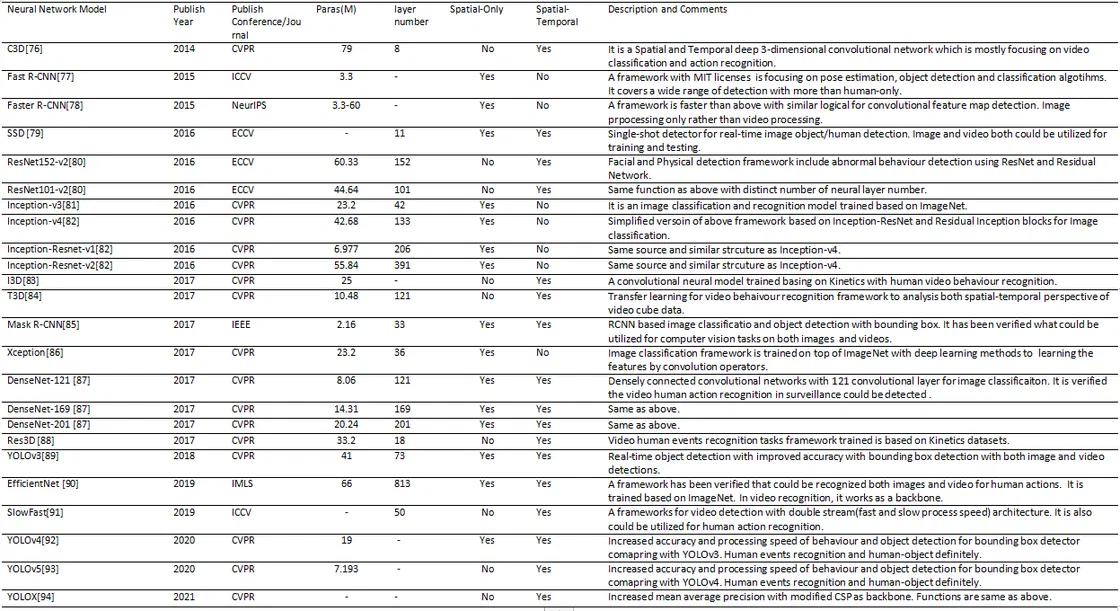 Neural Network Model Publish Year Publish Conference/Jou rnal Paras(M) layer number Spatial-Only Spatial-Temporal Description and Comments
C3D[76] 2014 CVPR 79 8 No Yes It is a Spatial and Temporal deep 3-dimensional convolutional network which is mostly focusing on video
classification and action recognition.
Fast R-CNN[77] 2015 ICCV 3.3 - Yes No A framework with MIT licenses is focusing on pose estimation, object detection and classification algotihms.
It covers a wide range of detection with more than human-only.
Faster R-CNN[78] 2015 NeurIPS 3.3-60 - Yes No A framework is faster than above with similar logical for convolutional feature map detection. Image
prpocessing only rather than video processing.
SSD [79] 2016 ECCV - 11 Yes Yes Single-shot detector for real-time image object/human detection. Image and video both could be utilized for
training and testing.
ResNet152-v2[80] 2016 ECCV 60.33 152 No Yes Facial and Physical detection framework include abnormal behaviour detection using ResNet and Residual
Network.
ResNet101-v2[80] 2016 ECCV 44.64 101 No Yes Same function as above with distinct number of neural layer number.
Inception-v3[81] 2016 CVPR 23.2 42 Yes No It is an image classification and recognition model trained based on ImageNet.
Inception-v4[82] 2016 CVPR 42.68 133 Yes No Simplified versoin of above framework based on Inception-ResNet and Residual Inception blocks for Image
classification.
Inception-Resnet-v1[82] 2016 CVPR 6.977 206 Yes No Same source and similar strcuture as Inception-v4.
Inception-Resnet-v2[82] 2016 CVPR 55.84 391 Yes No Same source and similar strcuture as Inception-v4.
I3D[83] 2017 CVPR 25 - No Yes A convolutional neural model trained basing on Kinetics with human video behaviour recognition.
T3D[84] 2017 CVPR 10.48 121 No Yes Transfer learning for video behaivour recognition framework to analysis both spatial-temporal perspective of
video cube data.
Mask R-CNN[85] 2017 IEEE 2.16 33 Yes Yes RCNN based image classificatio and object detection with bounding box. It has been verified what could be
utilized for computer vision tasks on both images and videos.
Xception[86] 2017 CVPR 23.2 36 Yes No Image classification framework is trained on top of ImageNet with deep learning methods to learning the
features by convolution operators.
DenseNet-121 [87] 2017 CVPR 8.06 121 Yes Yes Densely connected convolutional networks with 121 convolutional layer for image classificaiton. It is verified
the video human action recognition in surveillance could be detected .
DenseNet-169 [87] 2017 CVPR 14.31 169 Yes Yes Same as above.
DenseNet-201 [87] 2017 CVPR 20.24 201 Yes Yes Same as above.
Res3D[88] 2017 CVPR 33.2 18 No Yes Video human events recognition tasks framework trained is based on Kinetics datasets.
YOLOv3[89] 2018 CVPR 41 73 Yes Yes Real-time object detection with improved accuracy with bounding box detection with both image and video
detections.
EfficientNet [90] 2019 IMLS 66 813 Yes Yes A framework has been verified that could be recognized both images and video for human actions. It is
trained based on ImageNet. In video recognition, it works as a backbone.
SlowFast[91] 2019 ICCV - 50 No Yes A frameworks for video detection with double stream(fast and slow process speed) architecture. It is also
could be utilized for human action recognition.
YOLOv4[92] 2020 CVPR 19 - Yes Yes Increased accuracy and processing speed of behaviour and object detection for bounding box detector
comapring with YOLOv3. Human events recognition and human-object definitely.
YOLOv5[93] 2020 CVPR 7.193 - No Yes Increased accuracy and processing speed of behaviour and object detection for bounding box detector
comapring with YOLOv4. Human events recognition and human-object definitely.
YOLOX[94] 2021 CVPR - - No Yes Increased mean average precision with modified CSP as backbone. Functions are same as above.